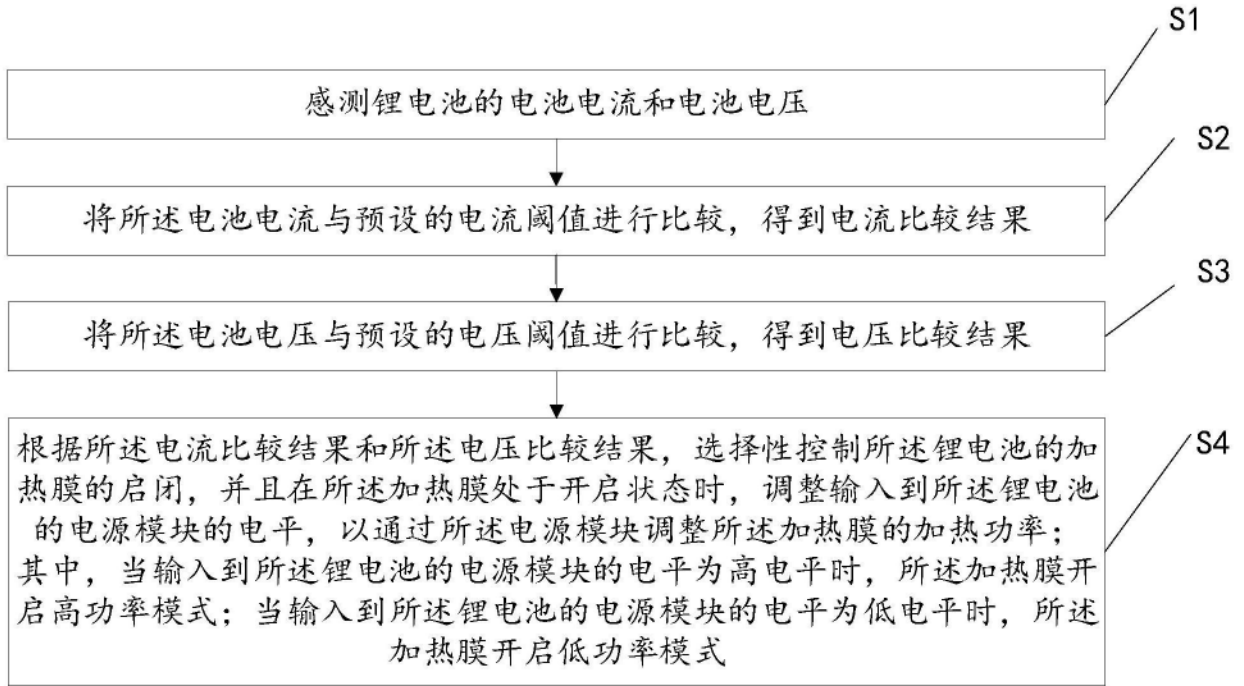 S1
感测锂电池的电池电流和电池电压
S2
将所述电池电流与预设的电流阈值进行比较，得到电流比较结果
S3
将所述电池电压与预设的电压阈值进行比较，得到电压比较结果
S4
根据所述电流比较结果和所述电压比较结果，选择性控制所述锂电池的加
热膜的启闭，并且在所述加热膜处于开启状态时，调整输入到所述锂电池
的电源模块的电平，以通过所述电源模块调整所述加热膜的加热功率；
其中，当输入到所述锂电池的电源模块的电平为高电平时，所述加热膜开
启高功率模式；当输入到所述锂电池的电源模块的电平为低电平时，所述
加热膜开启低功率模式